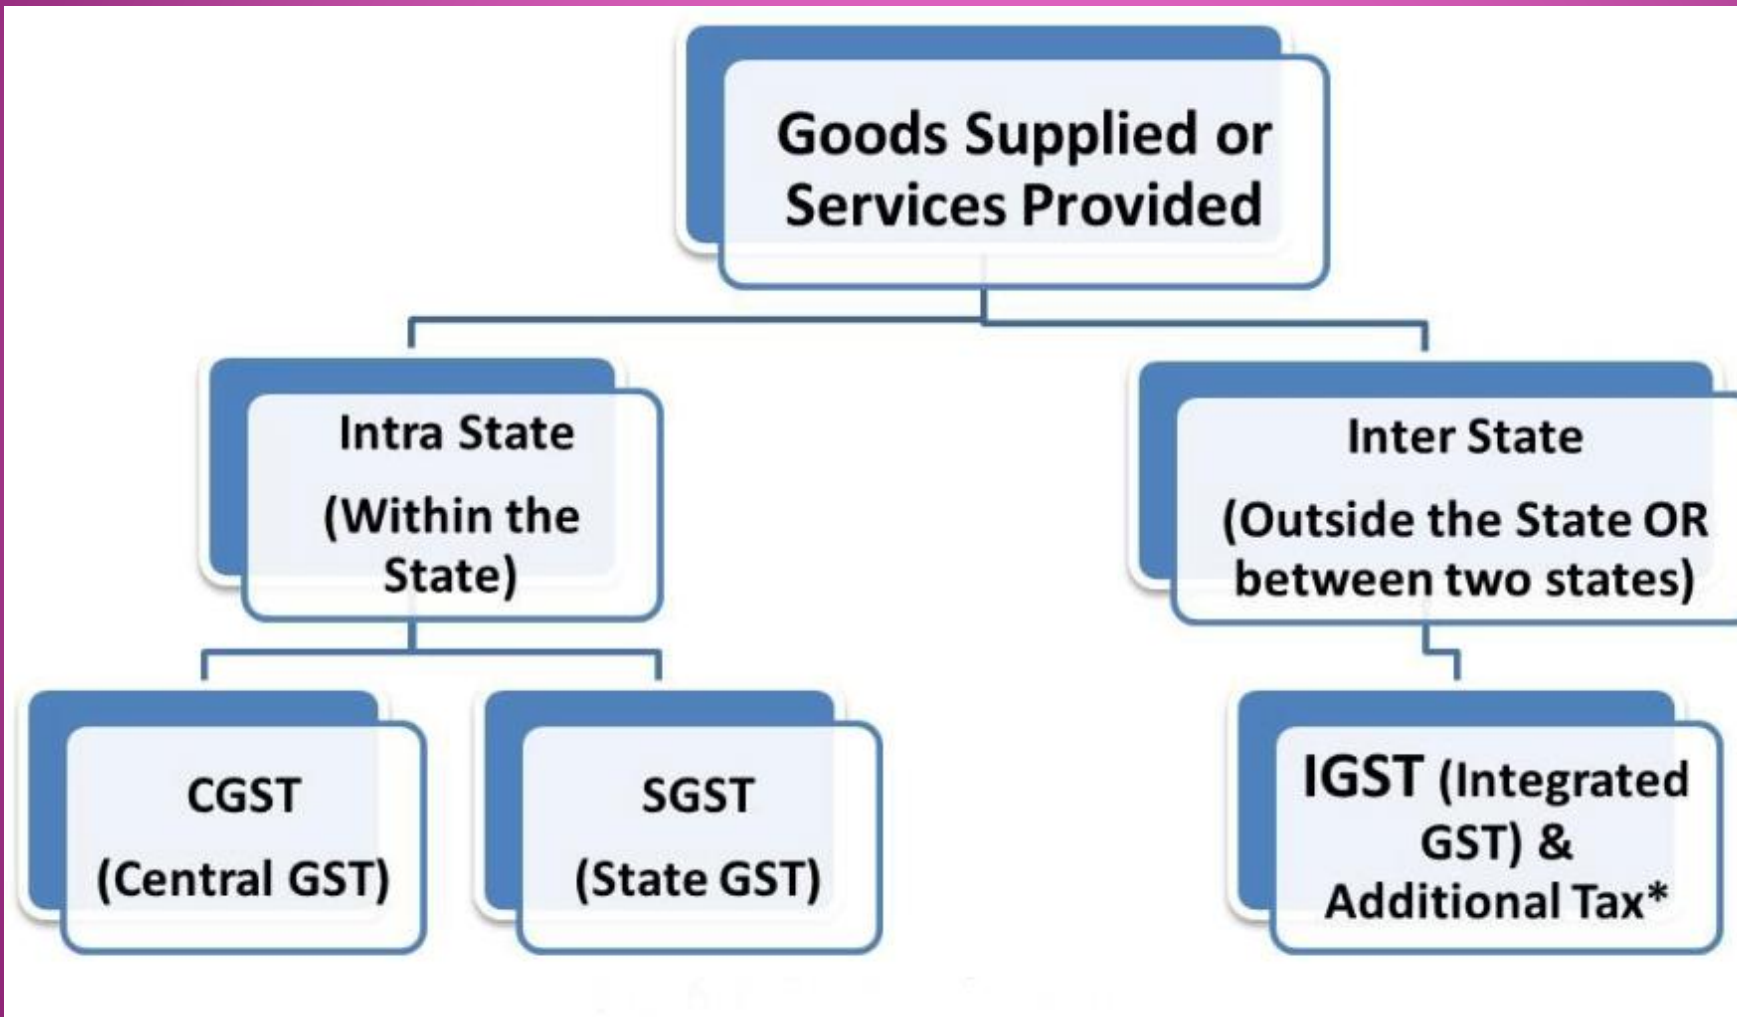 Goods Supplied or
Services Provided
Intra State
(Within the
State)
Inter State
(Outside the State OR
between two states)
CGST
(Central GST)
SGST
(State GST)
IGST (Integrated
GST) &
Additional Tax*